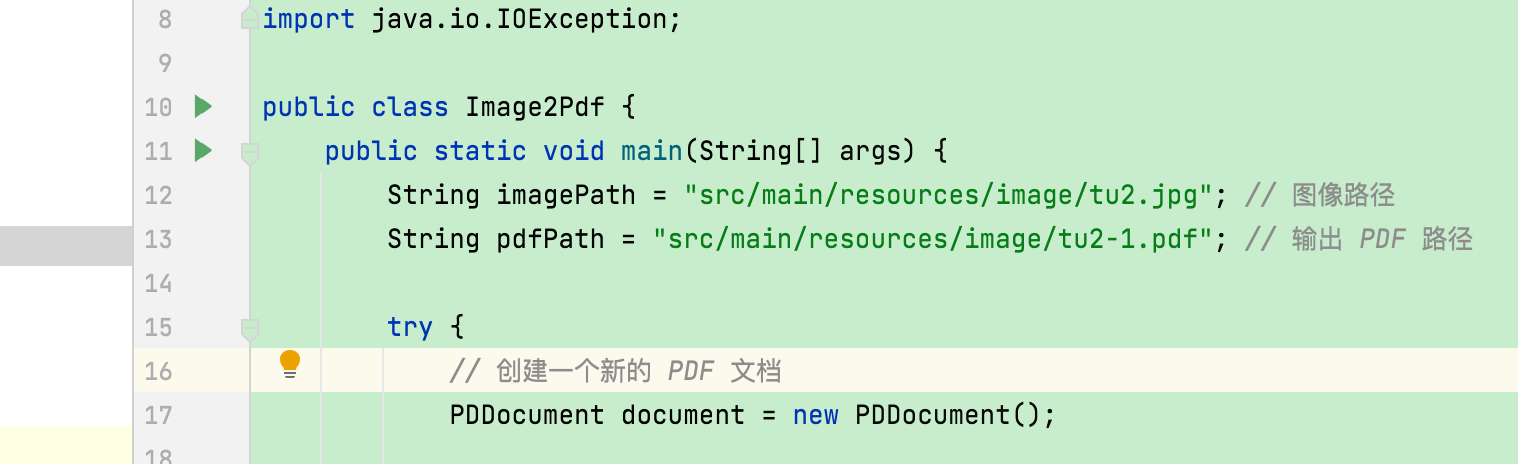 8 import java.io.IOException;
9
10 public class Image2Pdf {
11 public static void main(String[] args) {
12 String imagePath = "src/main/resources/image/tu2.jpg"; // 图像路径
13 String pdfPath = "src/main/resources/image/tu2-1.pdf"; // 输出 PDF 路径
14
15 try {
16 // 创建一个新的 PDF 文档
17 PDDocument document = new PDDocument();
18